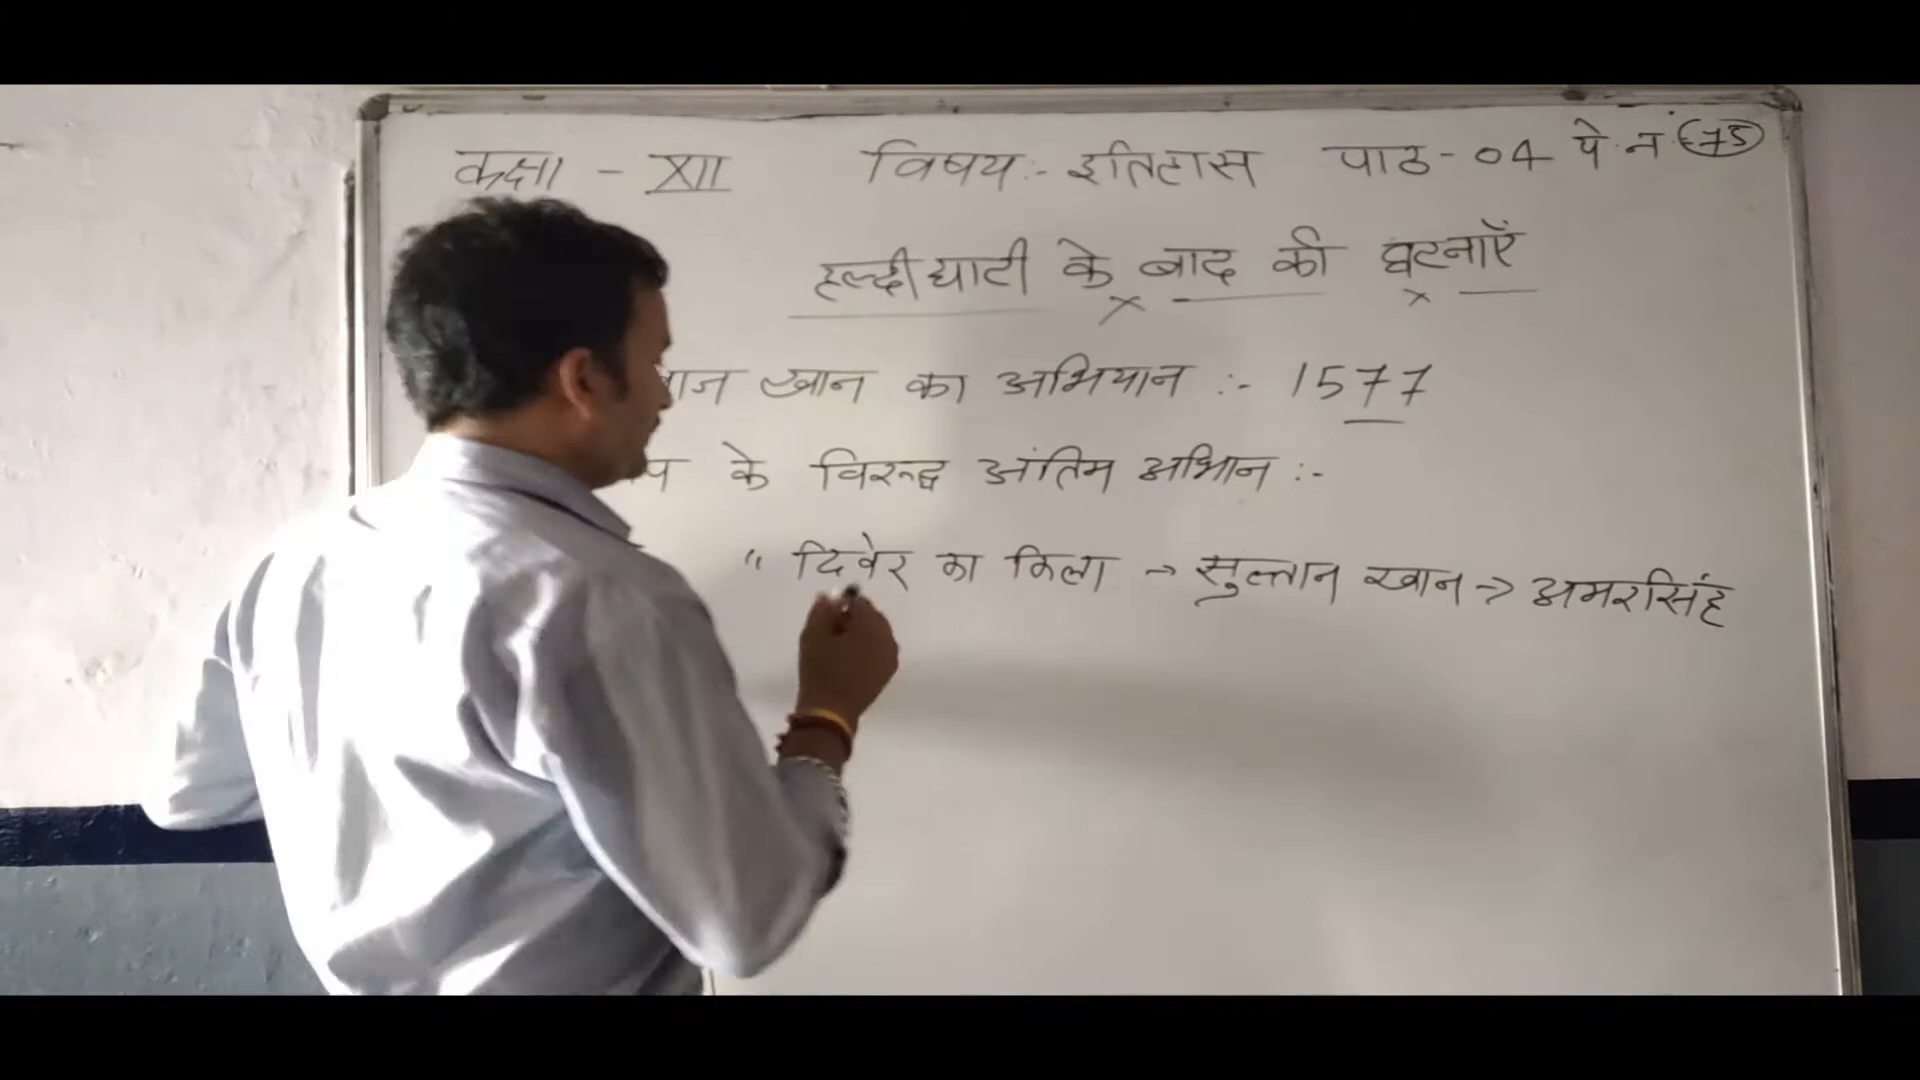 कक्षा - XII विषय :- इतिहास पाठ - 04 पे. नं. 75
हल्दीघाटी के बाद की घटनाएँ
बाज खान का अभियान :- 1577
प के विरुद्ध अंतिम अभिान :-
" दिवेर का किला → सुल्तान खान → अमरसिंह